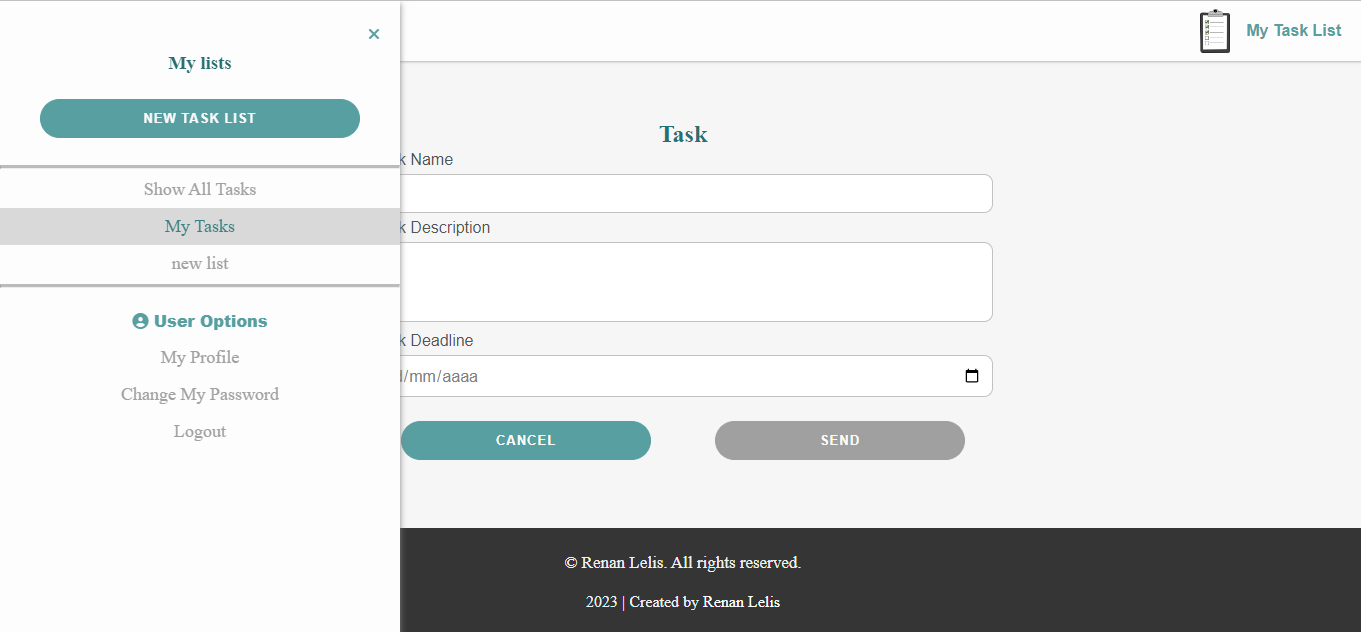 ×
My lists
NEW TASK LIST
Show All Tasks
My Tasks
new list
User Options
My Profile
Change My Password
Logout
My Task List
Task
k Name
k Description
k Deadline
/mm/aaaa
CANCEL
SEND
© Renan Lelis. All rights reserved.
2023 | Created by Renan Lelis